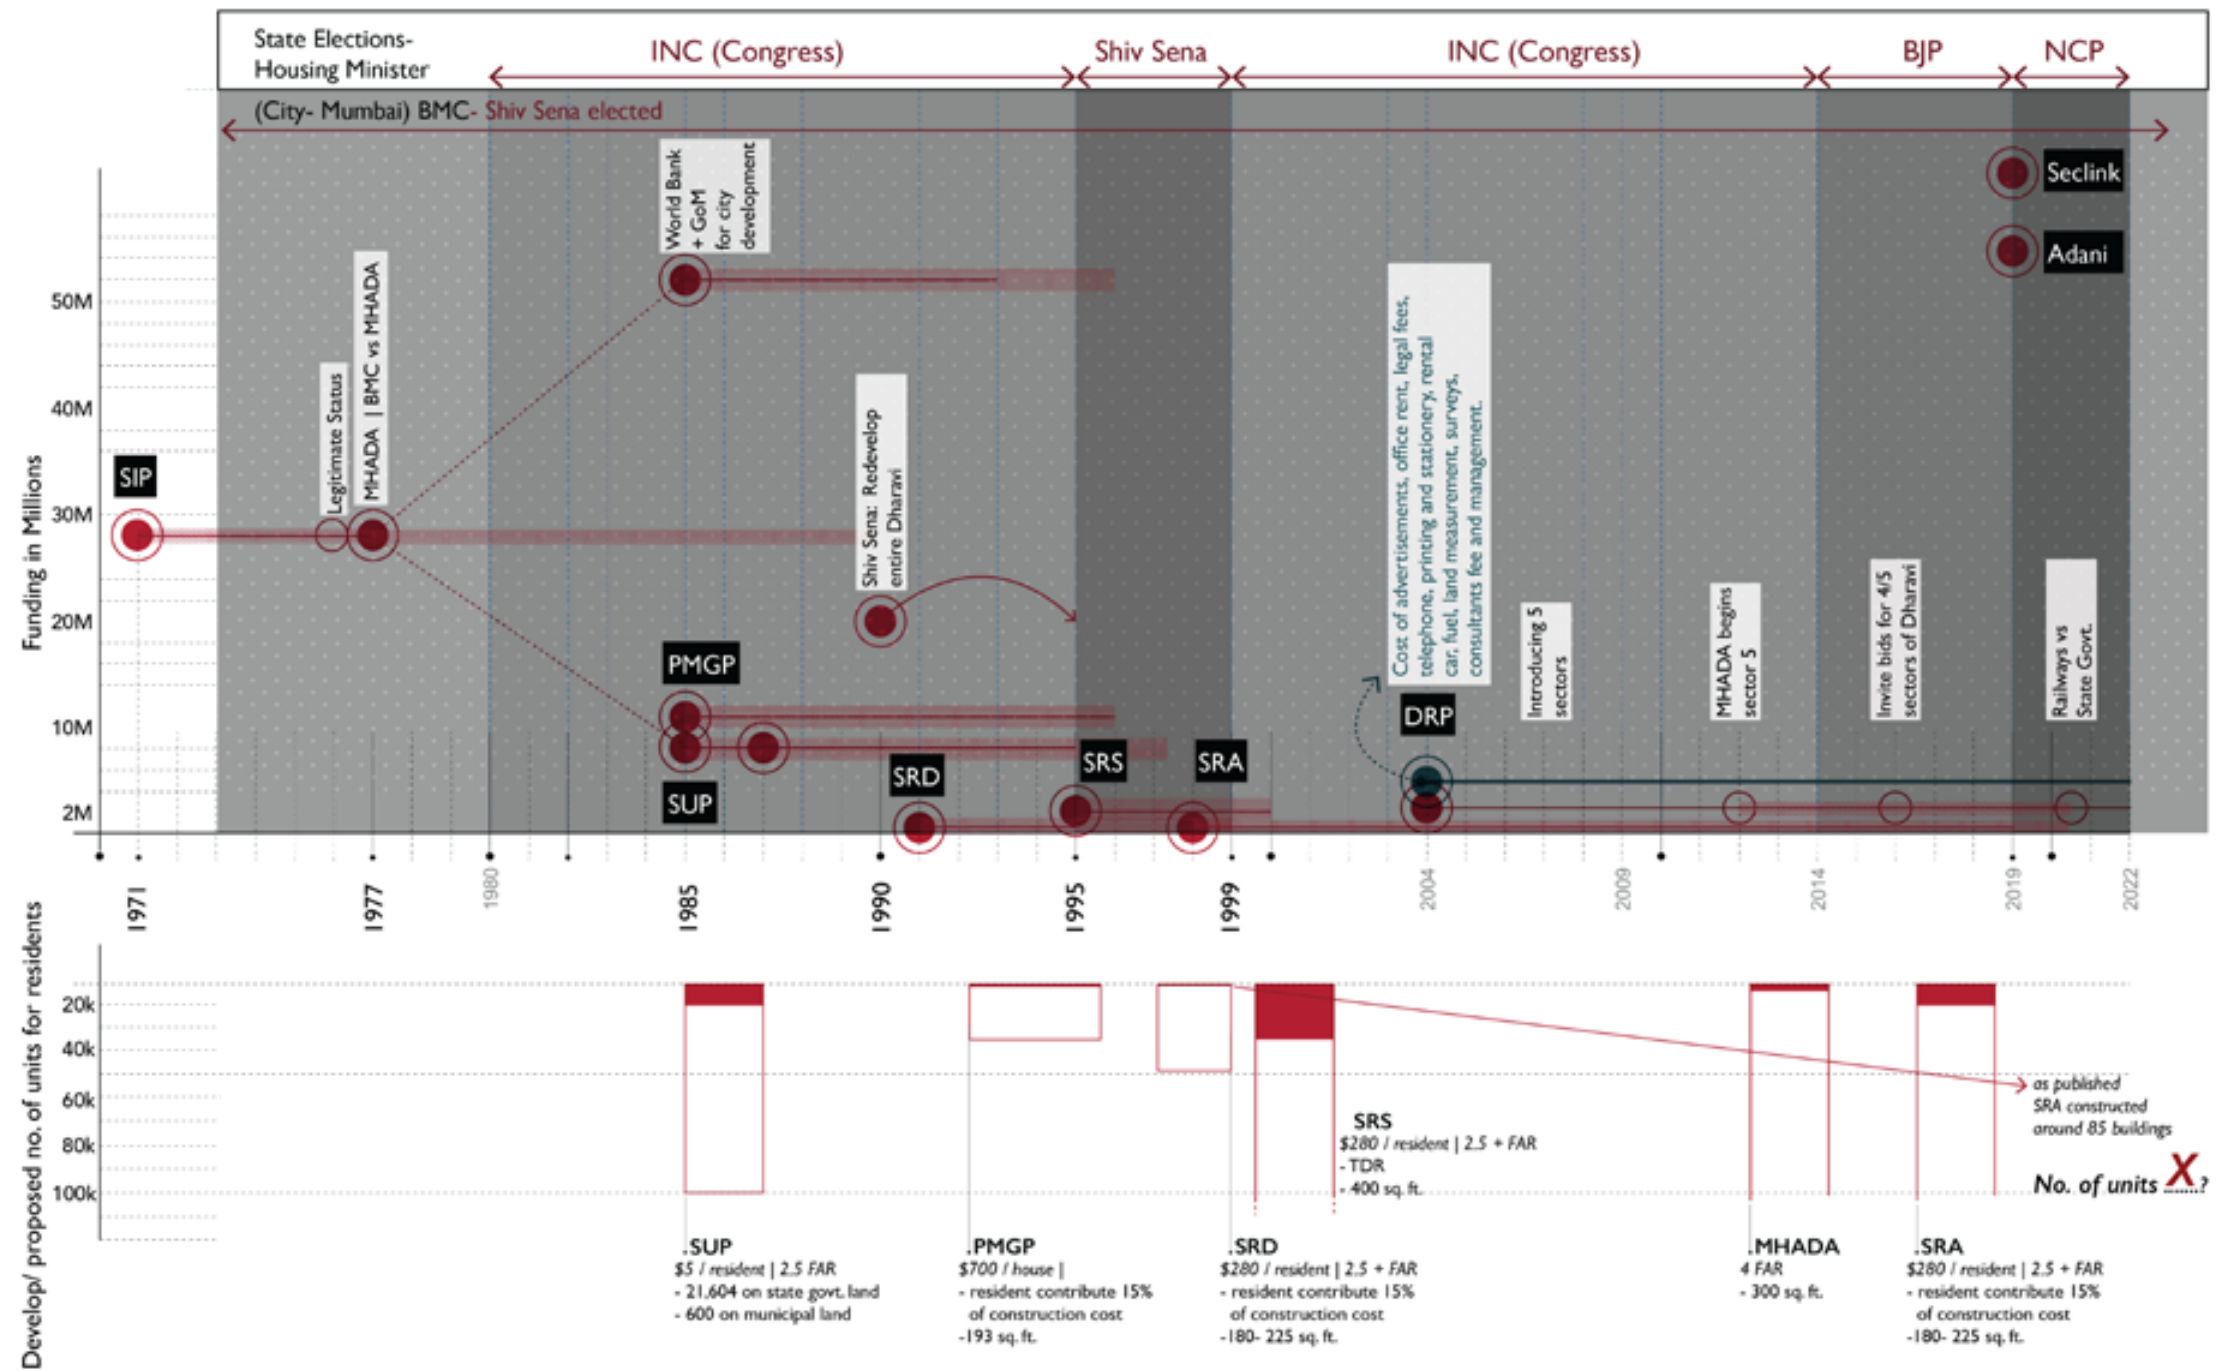 State Elections-
Housing Minister
INC (Congress)
Shiv Sena
INC (Congress)
BJP
NCP
(City- Mumbai) BMC- Shiv Sena elected
Funding in Millions
50M
40M
30M
20M
10M
2M
SIP
Legitimate Status
MHADA | BMC vs MHADA
World Bank
+ GoM
for city
development
Shiv Sena: Redevelop
entire Dharavi
PMGP
SUP
SRD
SRS
SRA
Cost of advertisements, office rent, legal fees,
telephone, printing and stationery, rental
car, fuel, land measurement, surveys,
consultants fee and management.
DRP
Introducing 5
sectors
MHADA begins
sector 5
Invite bids for 4/5
sectors of Dharavi
Railways vs
State Govt.
Seclink
Adani
1971
1977
1980
1985
1990
1995
1999
2004
2009
2014
2019
2022
Develop/ proposed no. of units for residents
20k
40k
60k
80k
100k
.SUP
$5 / resident | 2.5 FAR
- 21,604 on state govt. land
- 600 on municipal land
.PMGP
$700 / house |
- resident contribute 15%
of construction cost
-193 sq. ft.
.SRD
$280 / resident | 2.5 + FAR
- resident contribute 15%
of construction cost
-180- 225 sq. ft.
SRS
$280 / resident | 2.5 + FAR
- TDR
- 400 sq. ft.
.MHADA
4 FAR
- 300 sq. ft.
.SRA
$280 / resident | 2.5 + FAR
- resident contribute 15%
of construction cost
-180- 225 sq. ft.
as published
SRA constructed
around 85 buildings
No. of units ..X..?